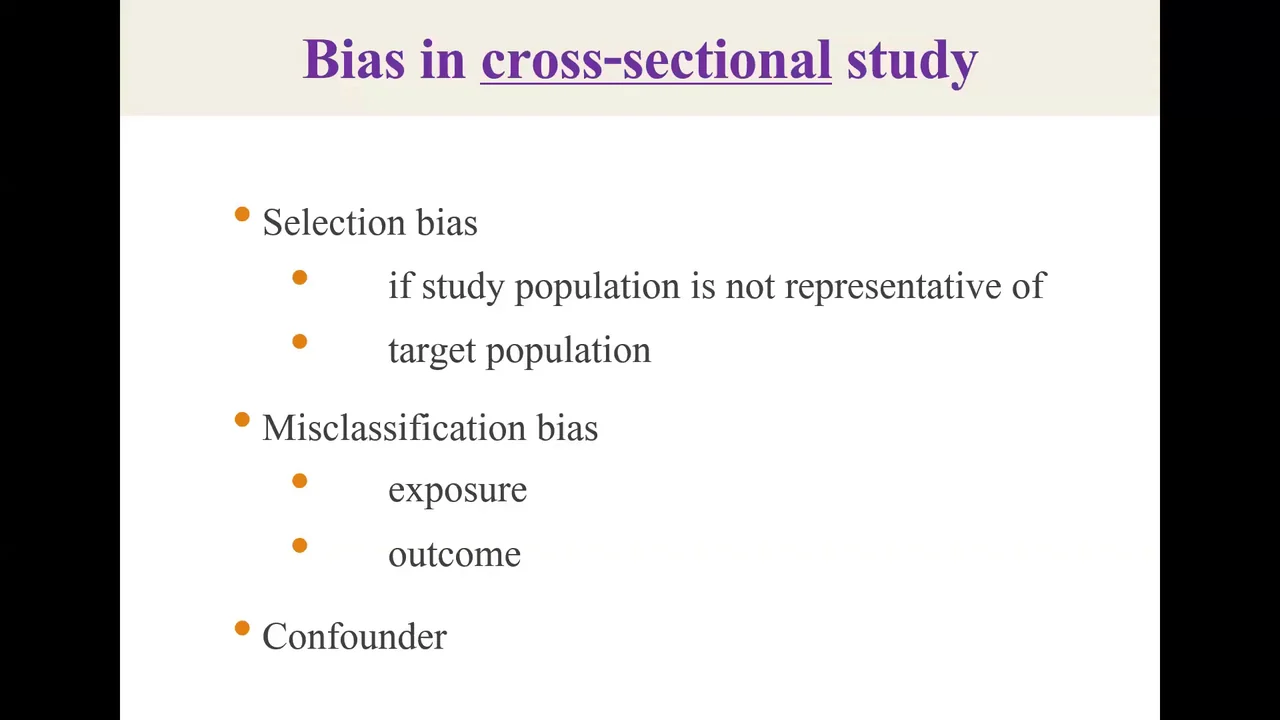 Bias in cross-sectional study
• Selection bias
• if study population is not representative of
• target population
• Misclassification bias
• exposure
• outcome
• Confounder